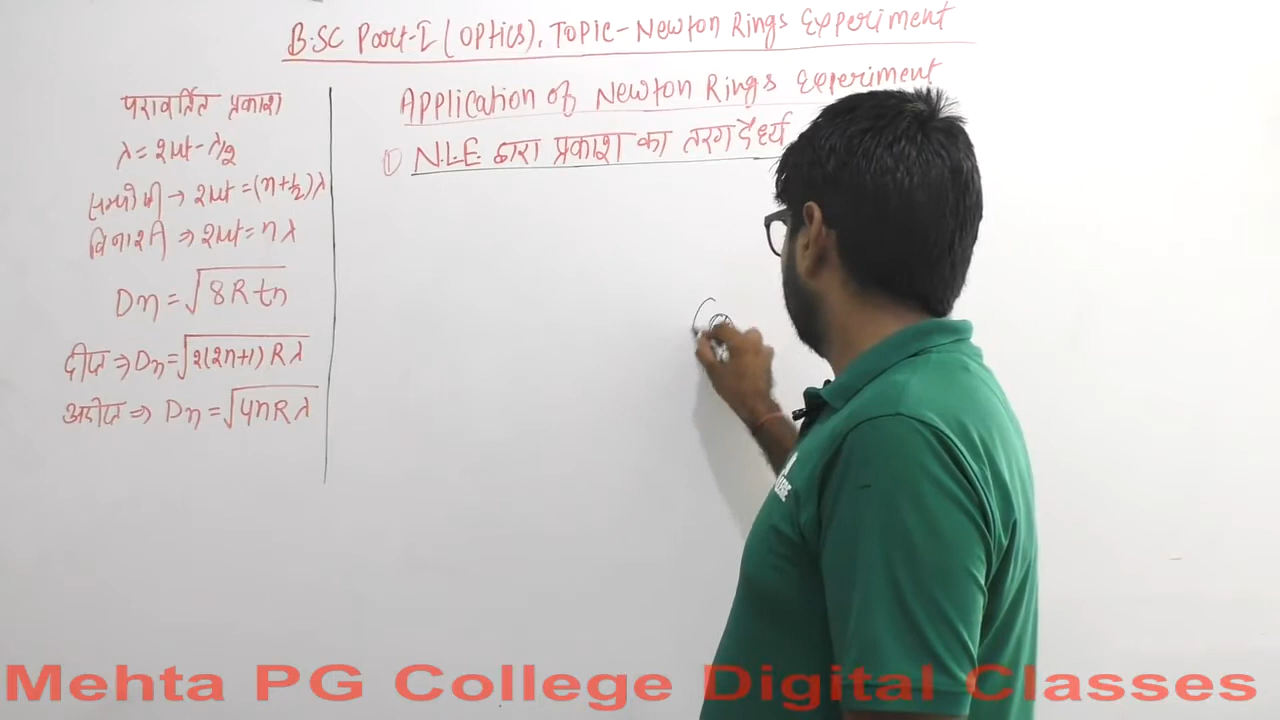 B.SC Part-I (Optics). Topic - Newton Rings Experiment
Application of Newton Rings Experiment
① N.L.E. द्वारा प्रकाश का तरंग दैर्ध्य
परावर्तित प्रकाश
λ = 2μt - λ/2
→ 2μt = (n+1/2)λ
विनाशी ⇒ 2μt = nλ
Dn = √8Rtn
दीप्त ⇒ Dn = √2(2n+1)Rλ
अदीप्त ⇒ Dn = √4nRλ
Mehta PG College Digital Classes